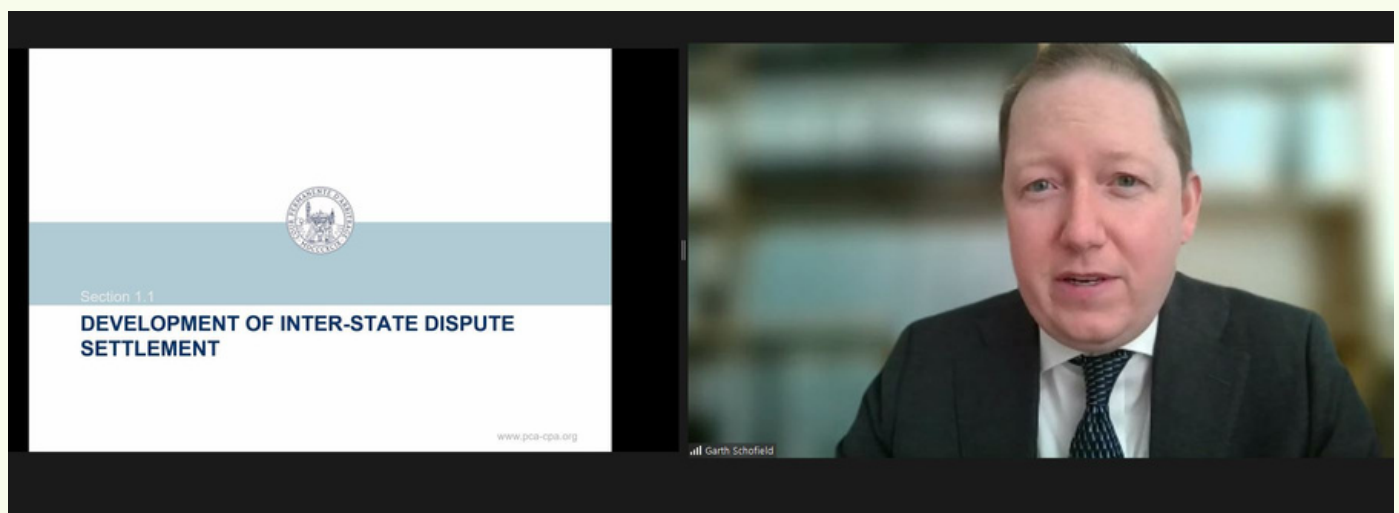 Section 1.1
DEVELOPMENT OF INTER-STATE DISPUTE
SETTLEMENT
www.pca-cpa.org
Garth Schofield